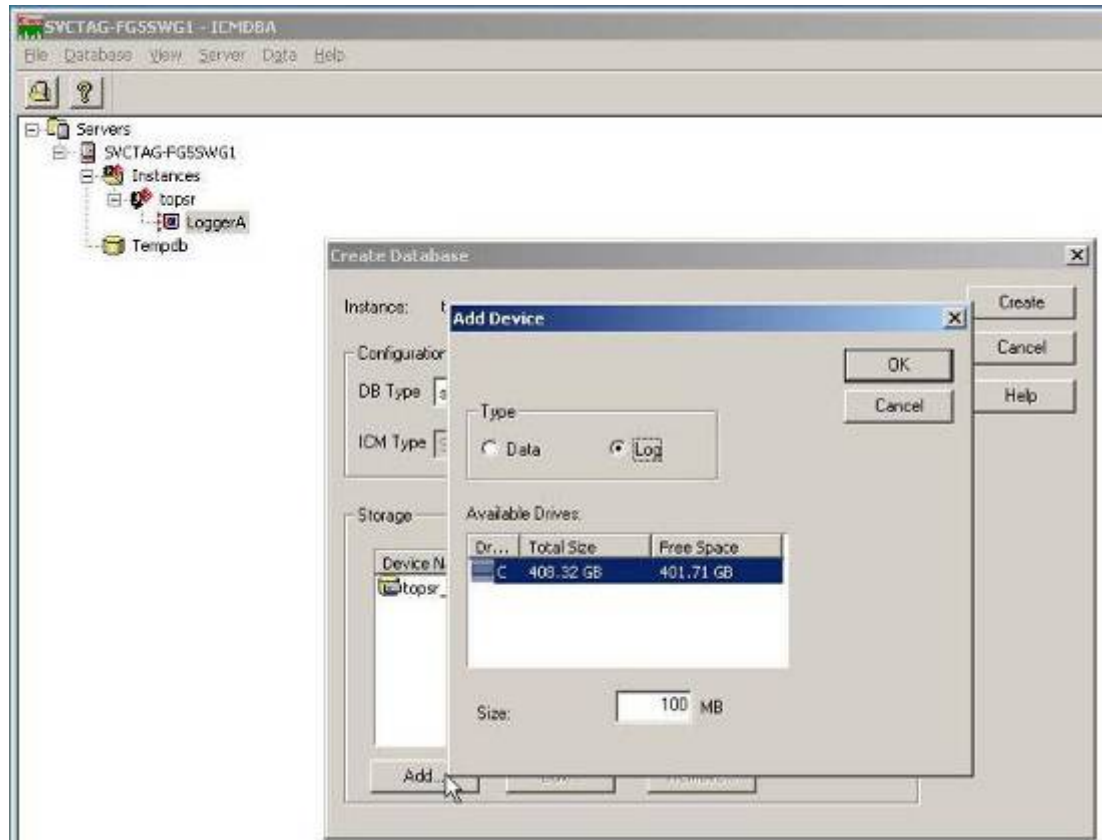 SVCTAG-FG5SWG1 - ICMDBA
File Database View Server Data Help
Servers
SVCTAG-FG5SWG1
Instances
topsr
LoggerA
Tempdb
Create Database
Instance: t
Create
Cancel
Help
Configuration
DB Type s
ICM Type
Storage
Device N
topsr_
Add...
Add Device
OK
Cancel
Type
Data Log
Available Drives:
Dr... Total Size Free Space
C 408.32 GB 401.71 GB
Size: 100 MB